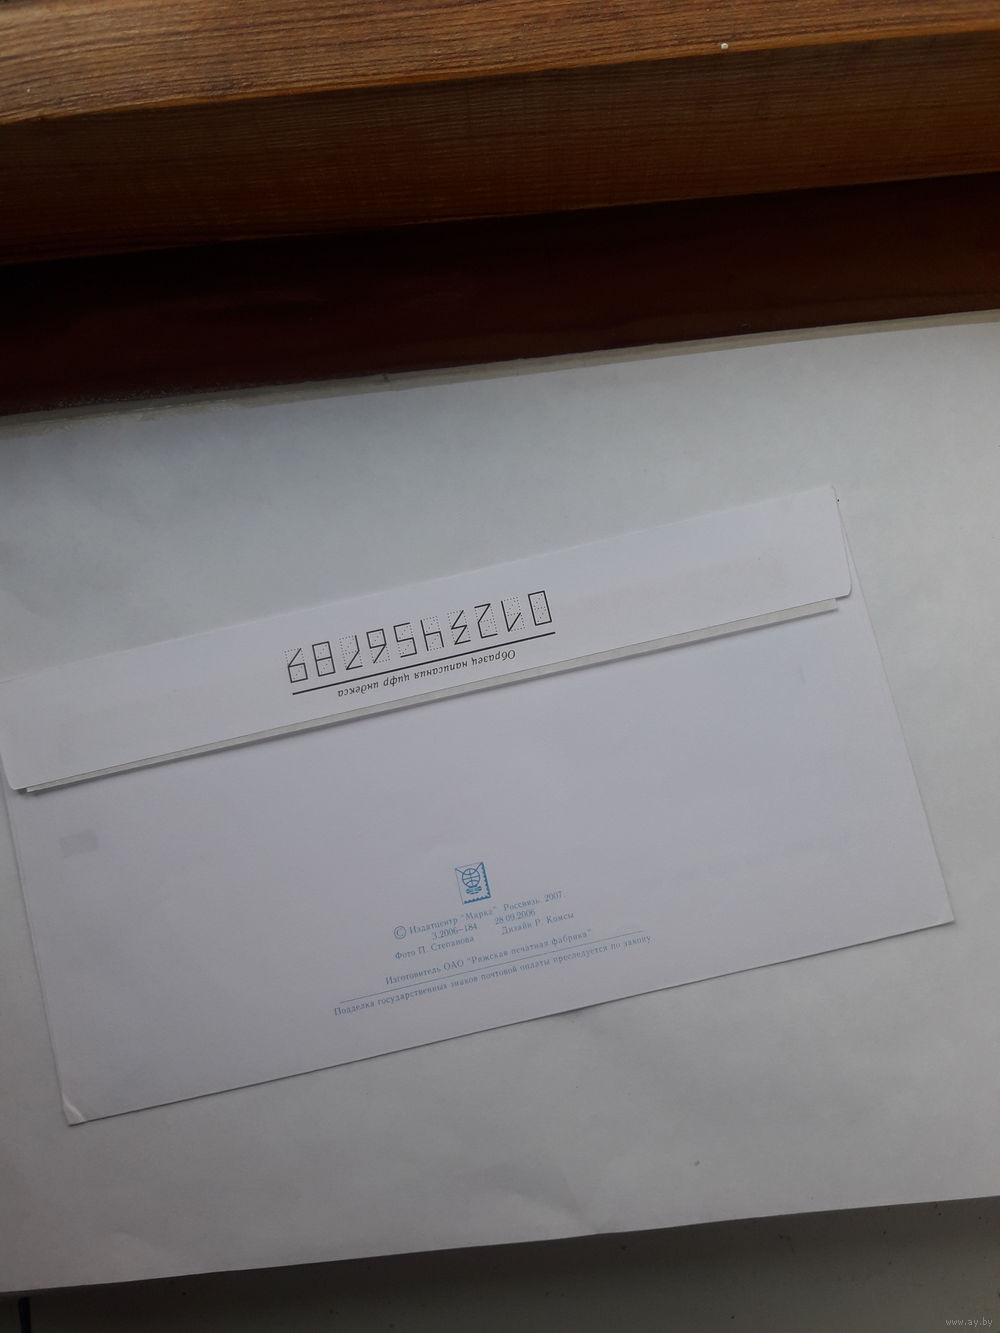 Образец написания цифр индекса
0123456789
© Издатцентр "Марка" Россвязь. 2007.
3.2006–184 28.09.2006
Фото П. Степанова Дизайн Р. Комсы
Изготовитель ОАО "Ряжская печатная фабрика"
Подделка государственных знаков почтовой оплаты преследуется по закону
www.ay.by